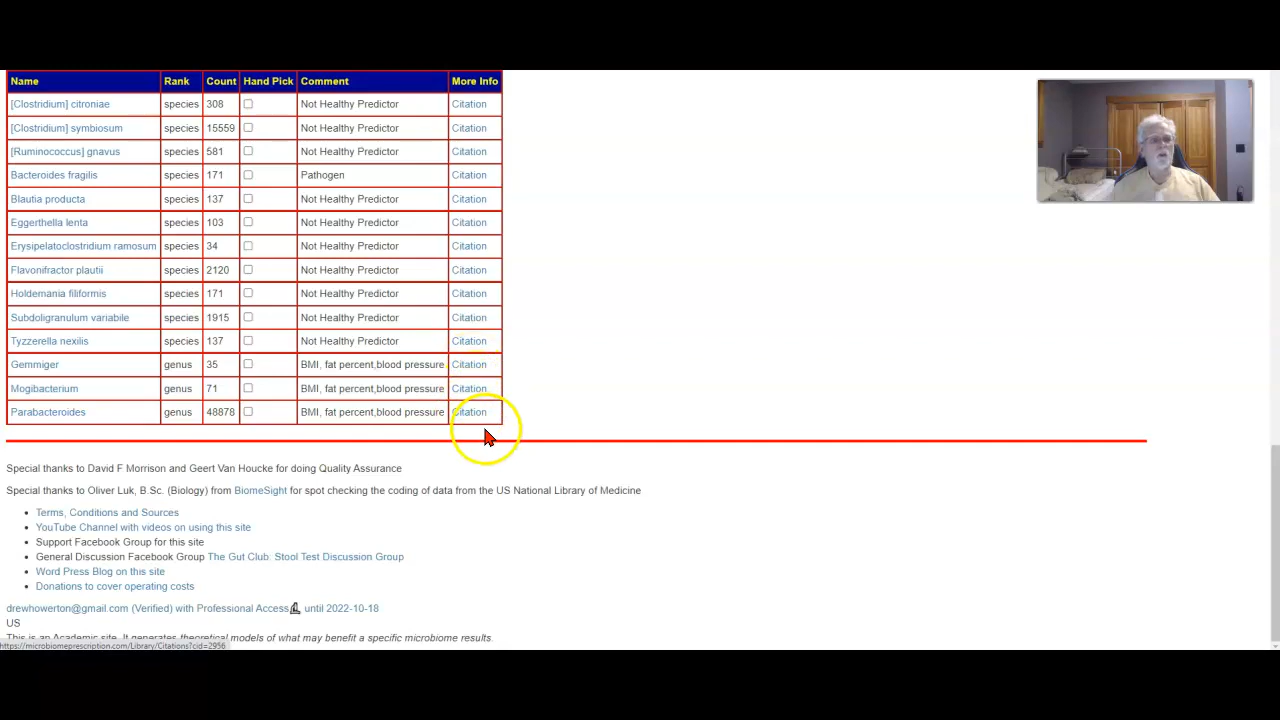 Name Rank Count Hand Pick Comment More Info
[Clostridium] citroniae species 308 Not Healthy Predictor Citation
[Clostridium] symbiosum species 15559 Not Healthy Predictor Citation
[Ruminococcus] gnavus species 581 Not Healthy Predictor Citation
Bacteroides fragilis species 171 Pathogen Citation
Blautia producta species 137 Not Healthy Predictor Citation
Eggerthella lenta species 103 Not Healthy Predictor Citation
Erysipelatoclostridium ramosum species 34 Not Healthy Predictor Citation
Flavonifractor plautii species 2120 Not Healthy Predictor Citation
Holdemania filiformis species 171 Not Healthy Predictor Citation
Subdoligranulum variabile species 1915 Not Healthy Predictor Citation
Tyzzerella nexilis species 137 Not Healthy Predictor Citation
Gemmiger genus 35 BMI, fat percent,blood pressure Citation
Mogibacterium genus 71 BMI, fat percent,blood pressure Citation
Parabacteroides genus 48878 BMI, fat percent,blood pressure Citation
Special thanks to David F Morrison and Geert Van Houcke for doing Quality Assurance
Special thanks to Oliver Luk, B.Sc. (Biology) from BiomeSight for spot checking the coding of data from the US National Library of Medicine
Terms, Conditions and Sources
YouTube Channel with videos on using this site
Support Facebook Group for this site
General Discussion Facebook Group The Gut Club: Stool Test Discussion Group
Word Press Blog on this site
Donations to cover operating costs
drewhowerton@gmail.com (Verified) with Professional Access until 2022-10-18
US
This is an Academic site. It generates theoretical models of what may benefit a specific microbiome results.
https://microbiomeprescription.com/Library/Citations?cid=2956